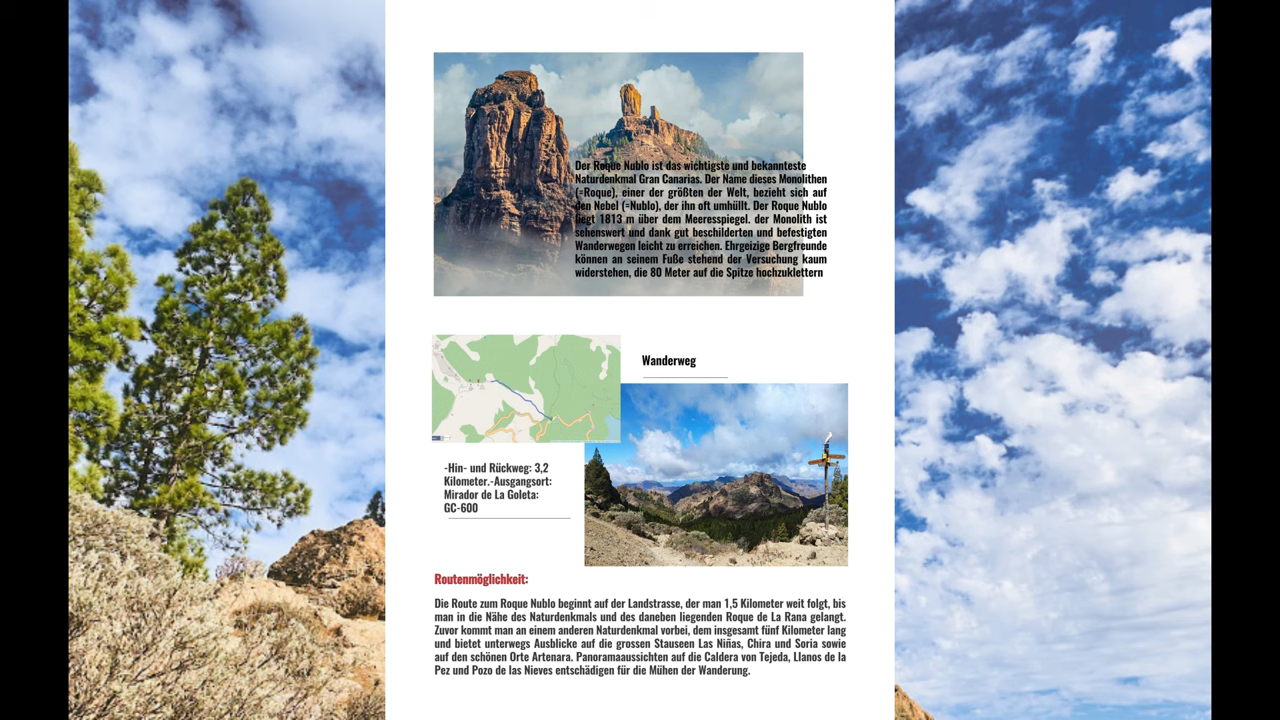 Der Roque Nublo ist das wichtigste und bekannteste
Naturdenkmal Gran Canarias. Der Name dieses Monolithen
(=Roque), einer der größten der Welt, bezieht sich auf
den Nebel (=Nublo), der ihn oft umhüllt. Der Roque Nublo
liegt 1813 m über dem Meeresspiegel. der Monolith ist
sehenswert und dank gut beschilderten und befestigten
Wanderwegen leicht zu erreichen. Ehrgeizige Bergfreunde
können an seinem Fuße stehend der Versuchung kaum
widerstehen, die 80 Meter auf die Spitze hochzuklettern
Wanderweg
-Hin- und Rückweg: 3,2
Kilometer.-Ausgangsort:
Mirador de La Goleta:
GC-600
Routenmöglichkeit:
Die Route zum Roque Nublo beginnt auf der Landstrasse, der man 1,5 Kilometer weit folgt, bis
man in die Nähe des Naturdenkmals und des daneben liegenden Roque de La Rana gelangt.
Zuvor kommt man an einem anderen Naturdenkmal vorbei, dem insgesamt fünf Kilometer lang
und bietet unterwegs Ausblicke auf die grossen Stauseen Las Niñas, Chira und Soria sowie
auf den schönen Orte Artenara. Panoramaaussichten auf die Caldera von Tejeda, Llanos de la
Pez und Pozo de las Nieves entschädigen für die Mühen der Wanderung.